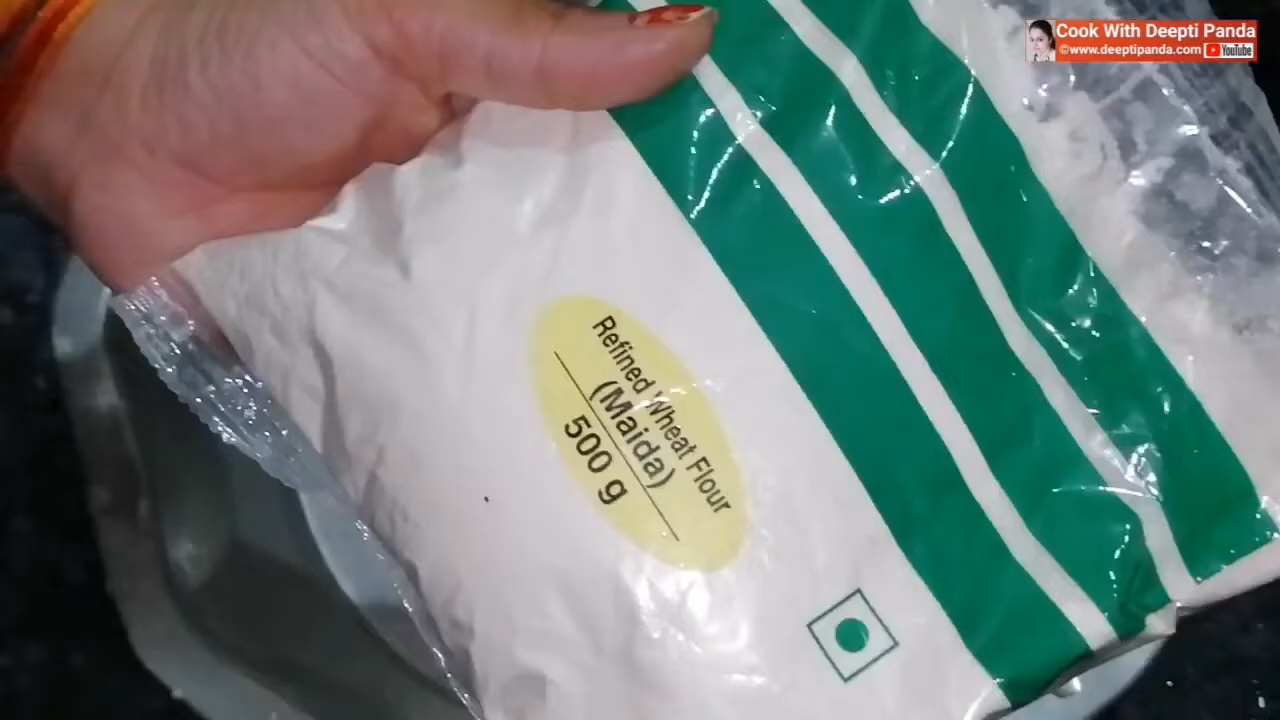 Cook With Deepti Panda
©www.deeptipanda.com YouTube
Refined Wheat Flour
(Maida)
500 g